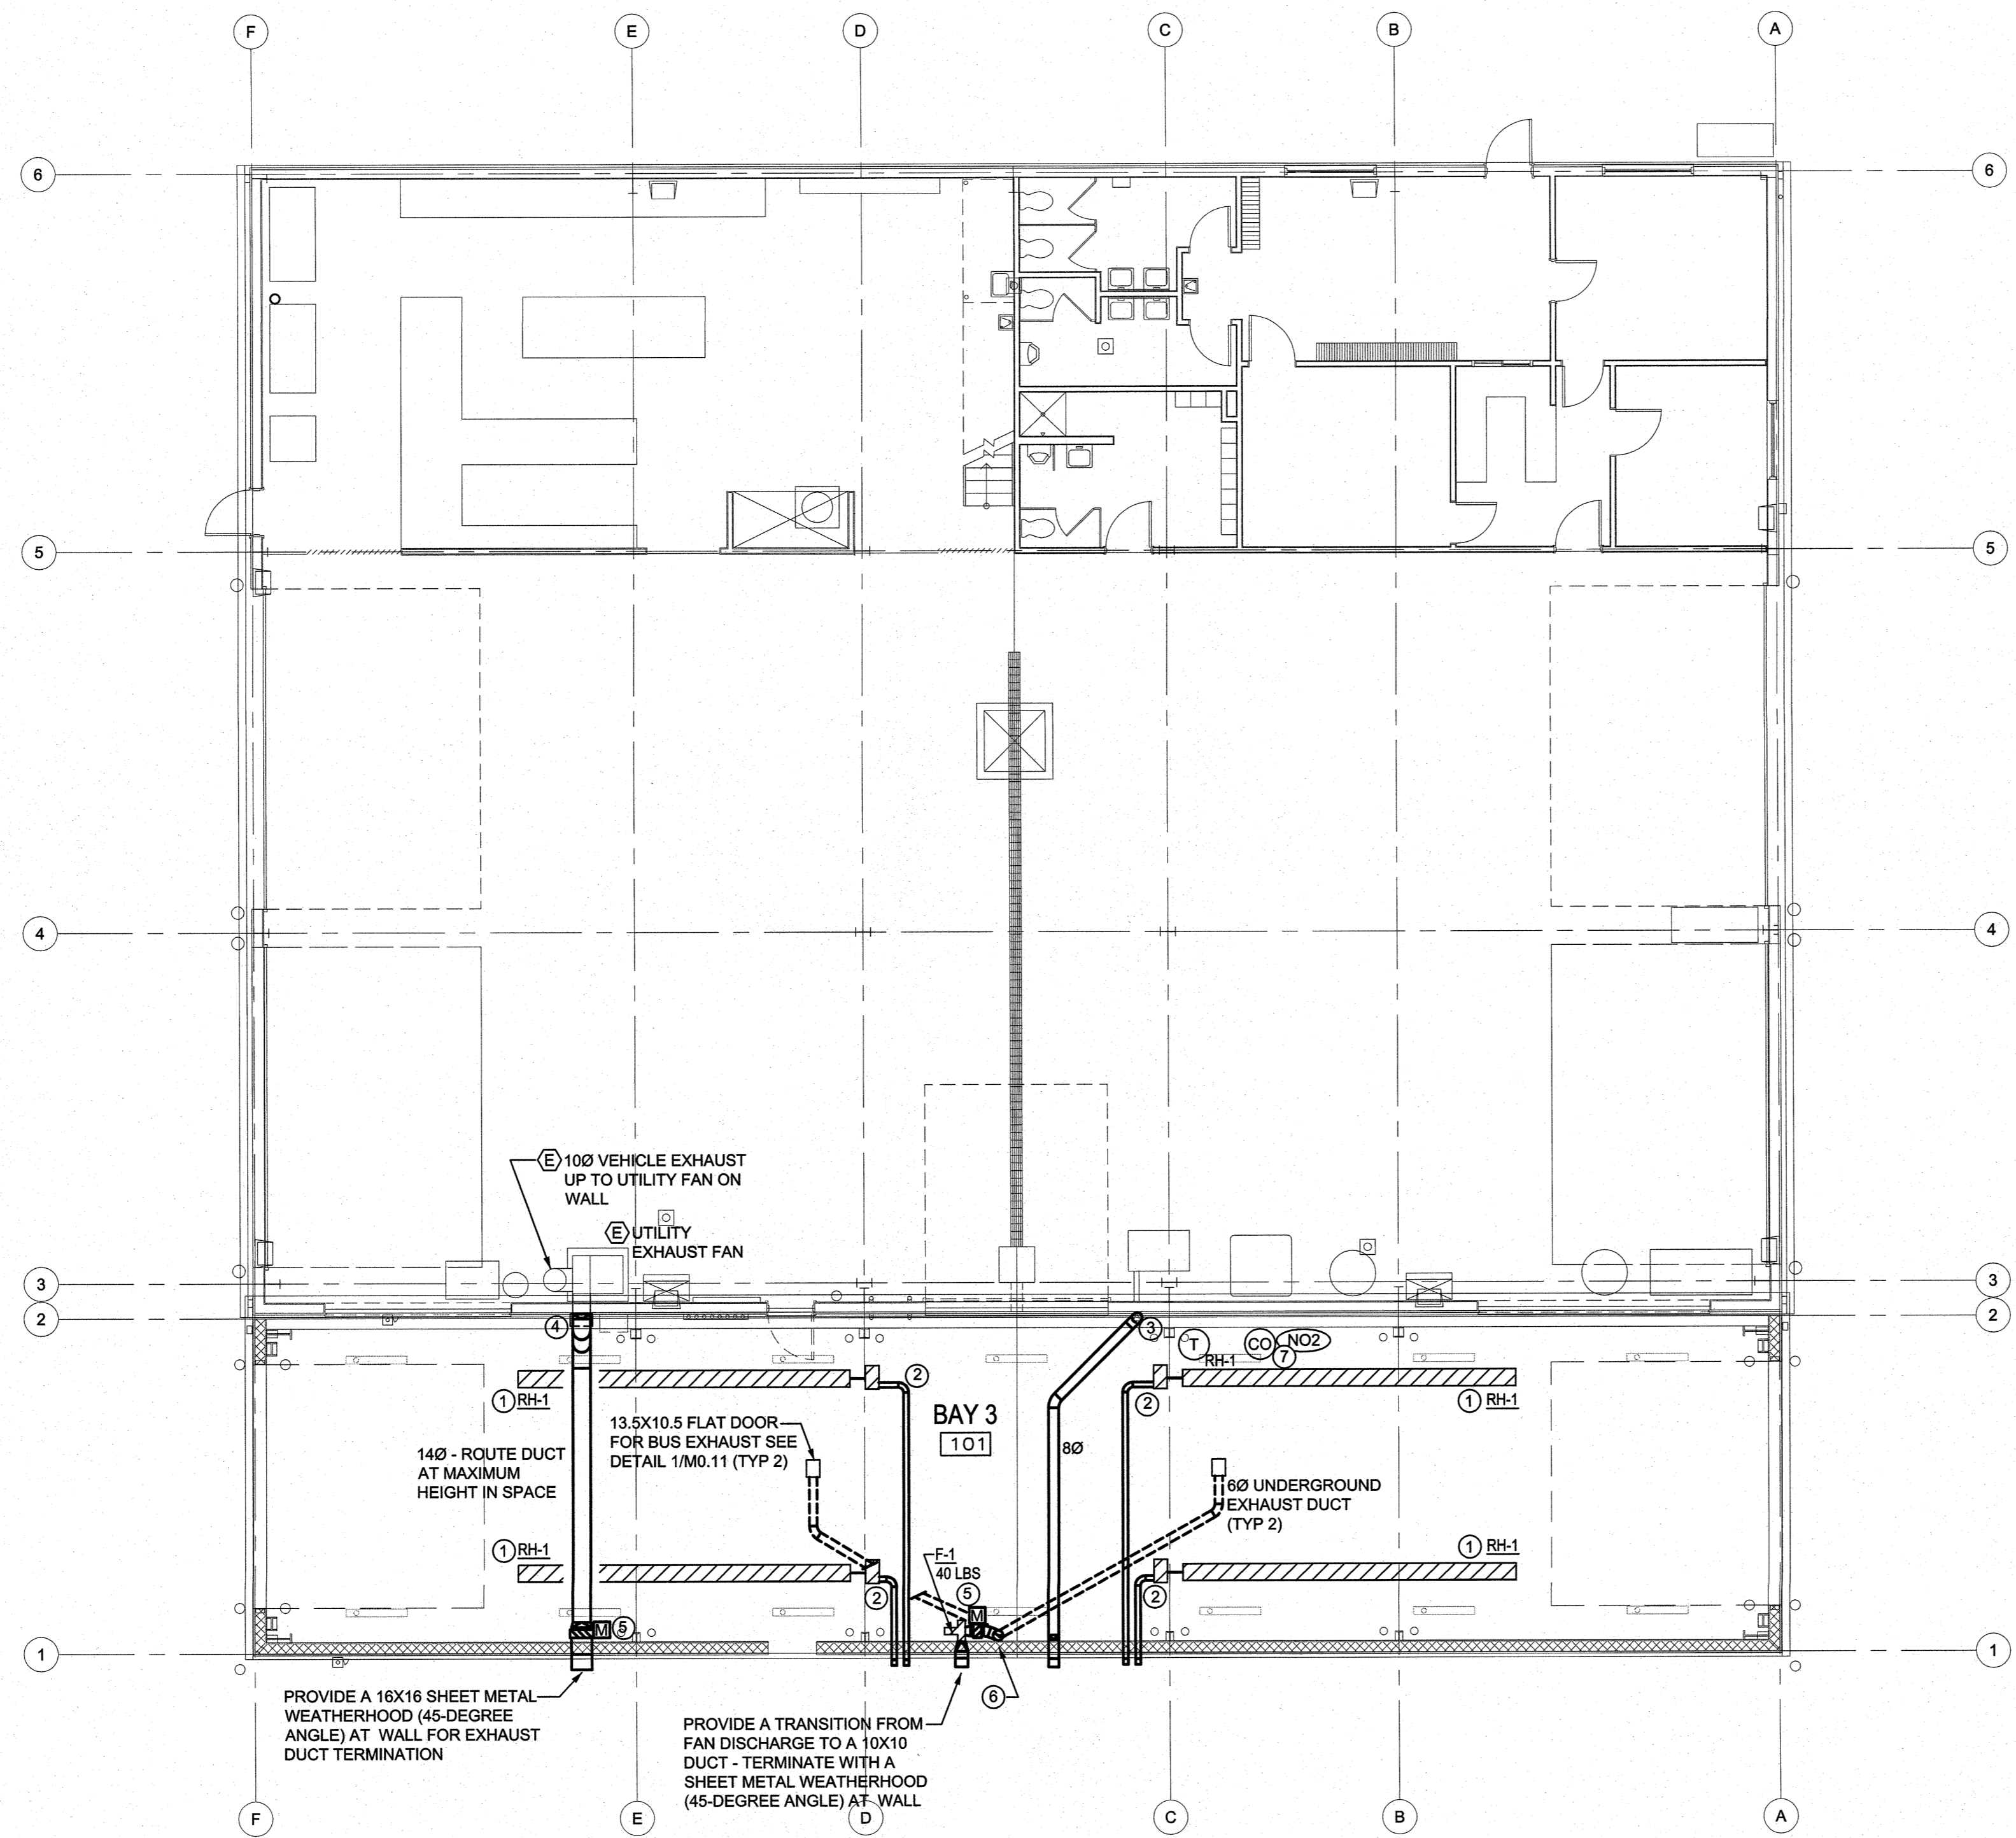 F
E
D
C
B
A
6
6
5
5
4
4
E 10Ø VEHICLE EXHAUST
UP TO UTILITY FAN ON
WALL
E UTILITY
EXHAUST FAN
3
3
2
2
4
3
T
CO
NO2
7
RH-1
2
2
1 RH-1
1 RH-1
BAY 3
101
13.5X10.5 FLAT DOOR
FOR BUS EXHAUST SEE
DETAIL 1/M0.11 (TYP 2)
14Ø - ROUTE DUCT
AT MAXIMUM
HEIGHT IN SPACE
8Ø
6Ø UNDERGROUND
EXHAUST DUCT
(TYP 2)
1 RH-1
1 RH-1
F-1
40 LBS
2
5
M
2
M
5
1
1
6
PROVIDE A 16X16 SHEET METAL
WEATHERHOOD (45-DEGREE
ANGLE) AT WALL FOR EXHAUST
DUCT TERMINATION
PROVIDE A TRANSITION FROM
FAN DISCHARGE TO A 10X10
DUCT - TERMINATE WITH A
SHEET METAL WEATHERHOOD
(45-DEGREE ANGLE) AT WALL
F
E
D
C
B
A